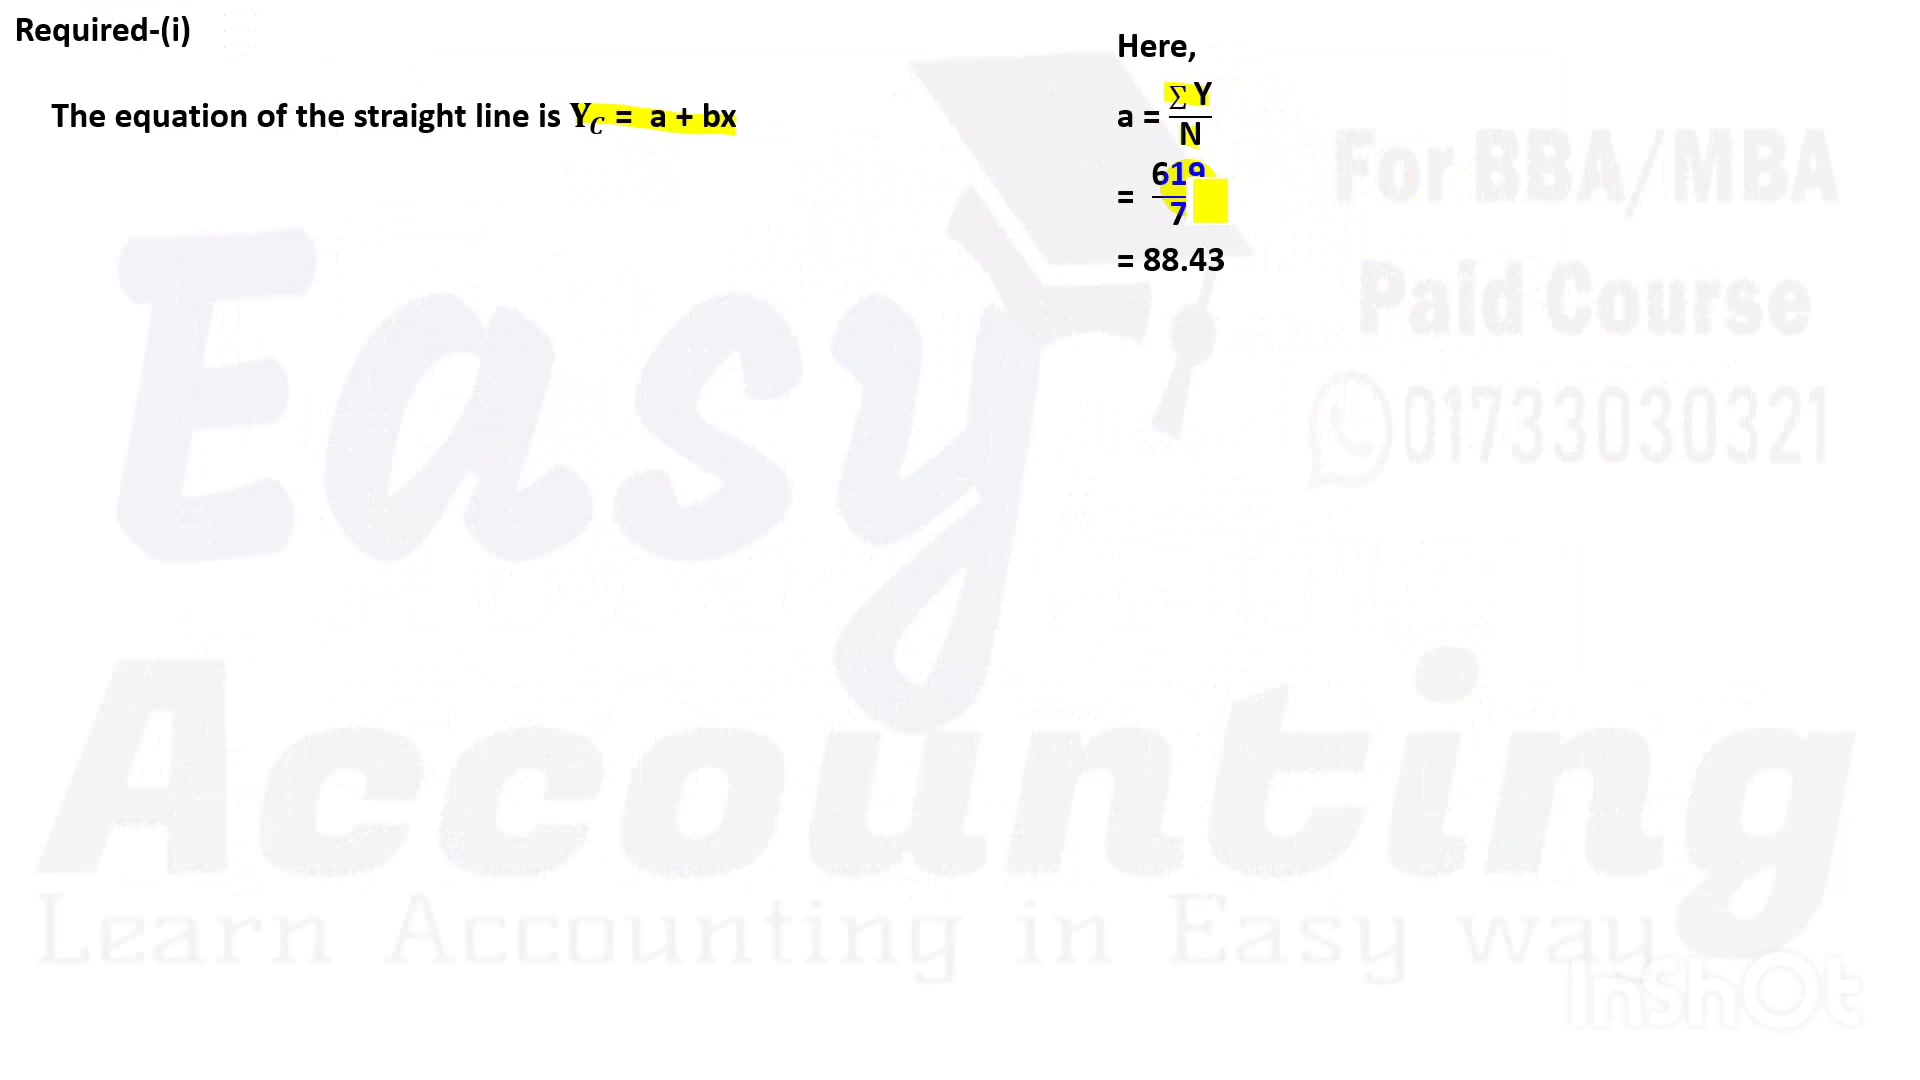 Required-(i)
The equation of the straight line is Y_C = a + bx
Here,
a = ∑ Y / N
= 619 / 7
= 88.43
For BBA/MBA
Paid Course
01733030321
Easy
Accounting
Learn Accounting in Easy way
InShOt